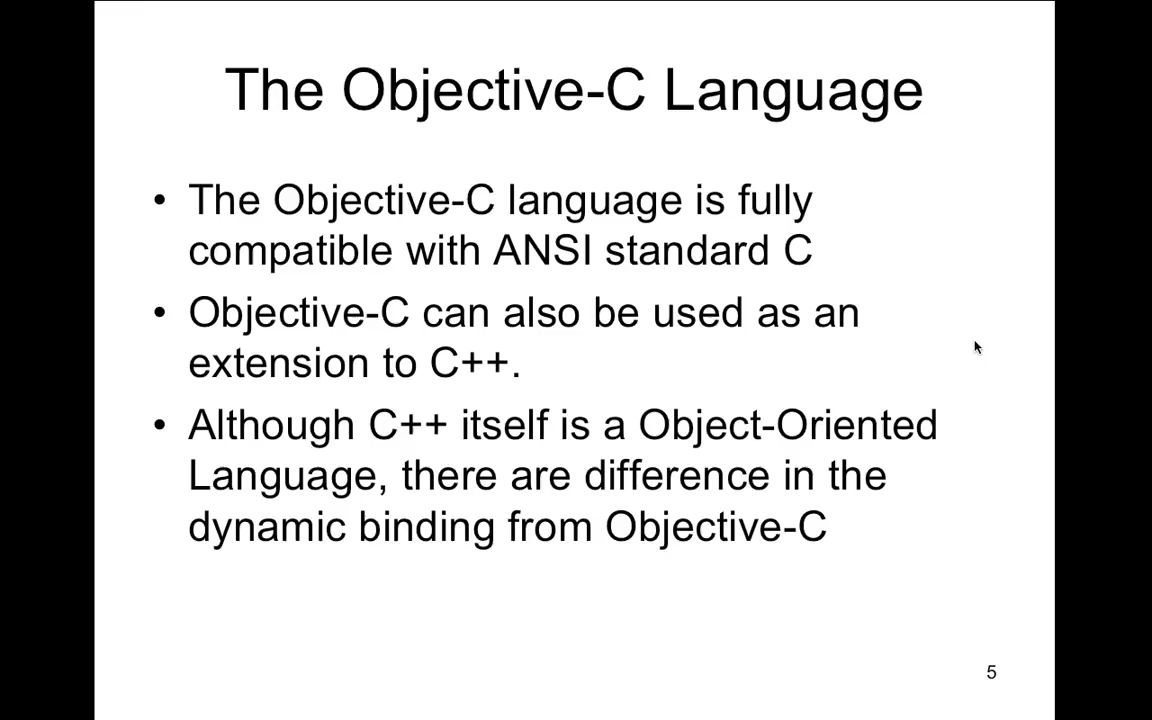 The Objective-C Language
• The Objective-C language is fully
compatible with ANSI standard C
• Objective-C can also be used as an
extension to C++.
• Although C++ itself is a Object-Oriented
Language, there are difference in the
dynamic binding from Objective-C
5